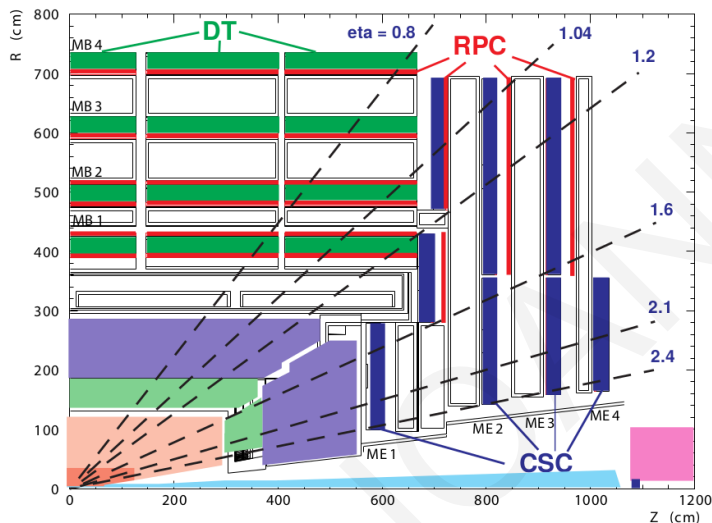 R (cm)
800
700
600
500
400
300
200
100
0
MB 4
MB 3
MB 2
MB 1
DT
eta = 0.8
RPC
1.04
1.2
1.6
2.1
2.4
ME 1
ME 2
ME 3
ME 4
CSC
0
200
400
600
800
1000
1200
Z (cm)